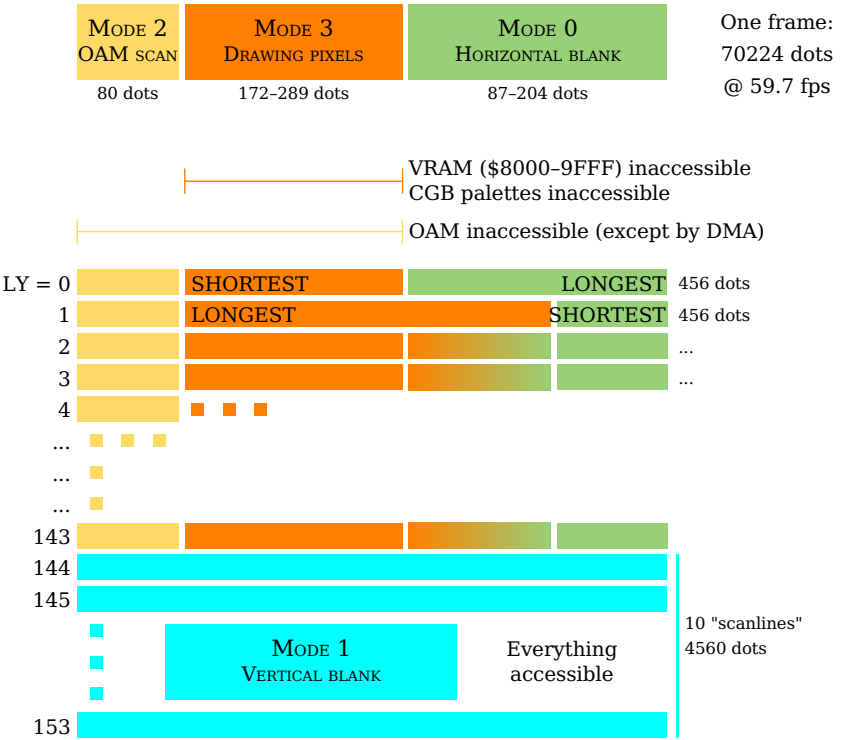 Mode 2
OAM scan
Mode 3
Drawing pixels
Mode 0
Horizontal blank
One frame:
70224 dots
@ 59.7 fps
80 dots
172–289 dots
87–204 dots
VRAM ($8000–9FFF) inaccessible
CGB palettes inaccessible
OAM inaccessible (except by DMA)
LY = 0 SHORTEST LONGEST 456 dots
1 LONGEST SHORTEST 456 dots
2 ...
3 ...
4
...
...
...
143
144
145
10 "scanlines"
4560 dots
Mode 1
Vertical blank
Everything
accessible
153